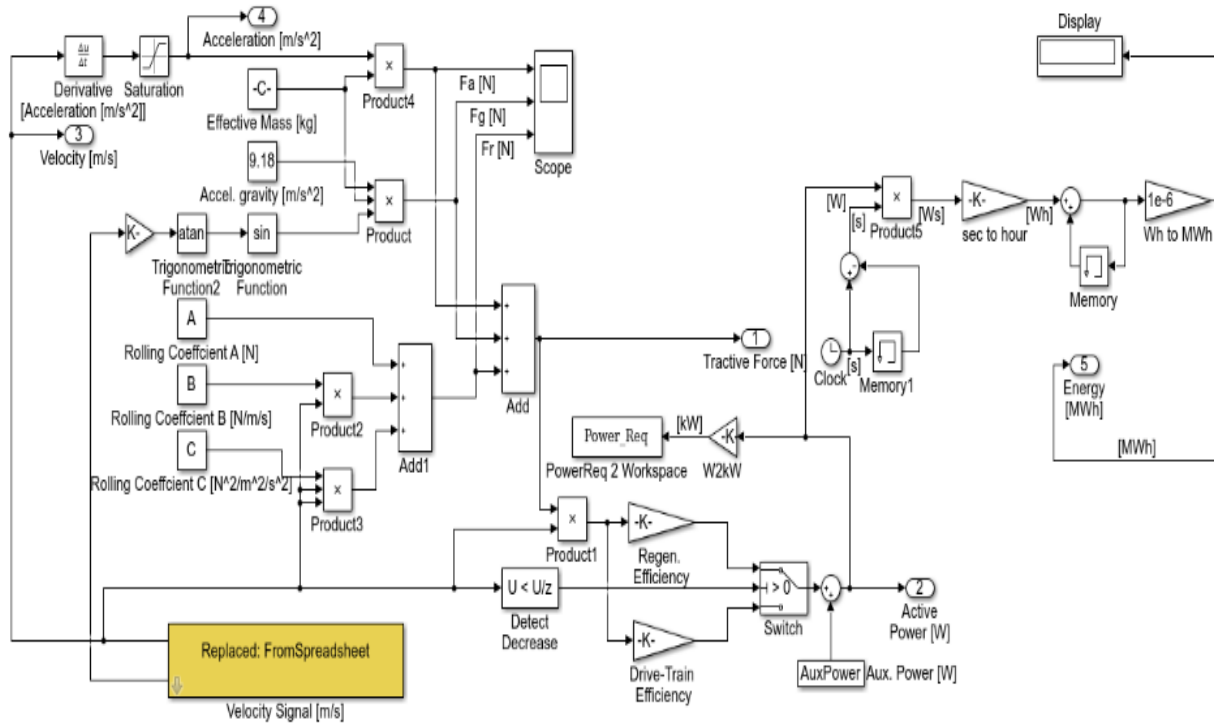 4
Acceleration [m/s^2]
Display
Δu
Δt
Derivative
[Acceleration [m/s^2]]
Saturation
×
Product4
-C-
Effective Mass [kg]
Fa [N]
Fg [N]
Fr [N]
Scope
3
Velocity [m/s]
9.18
Accel. gravity [m/s^2]
×
Product
K-
atan
sin
Trigonometric
Function2
Trigonometric
Function
[W]
[s]
×
Product5
[Ws]
-K-
sec to hour
[Wh]
+
+
1e-6
Wh to MWh
Memory
+
-
A
Rolling Coeffcient A [N]
B
Rolling Coeffcient B [N/m/s]
C
Rolling Coeffcient C [N^2/m^2/s^2]
×
Product2
×
Product3
+
+
+
Add1
+
+
+
Add
1
Tractive Force [N]
Clock
[s]
Memory1
5
Energy
[MWh]
[MWh]
Power_Req
PowerReq 2 Workspace
[kW]
-K
W2kW
×
Product1
-K-
Regen.
Efficiency
U < U/z
Detect
Decrease
> 0
Switch
+
+
2
Active
Power [W]
-K-
Drive-Train
Efficiency
AuxPower
Aux. Power [W]
Replaced: FromSpreadsheet
Velocity Signal [m/s]